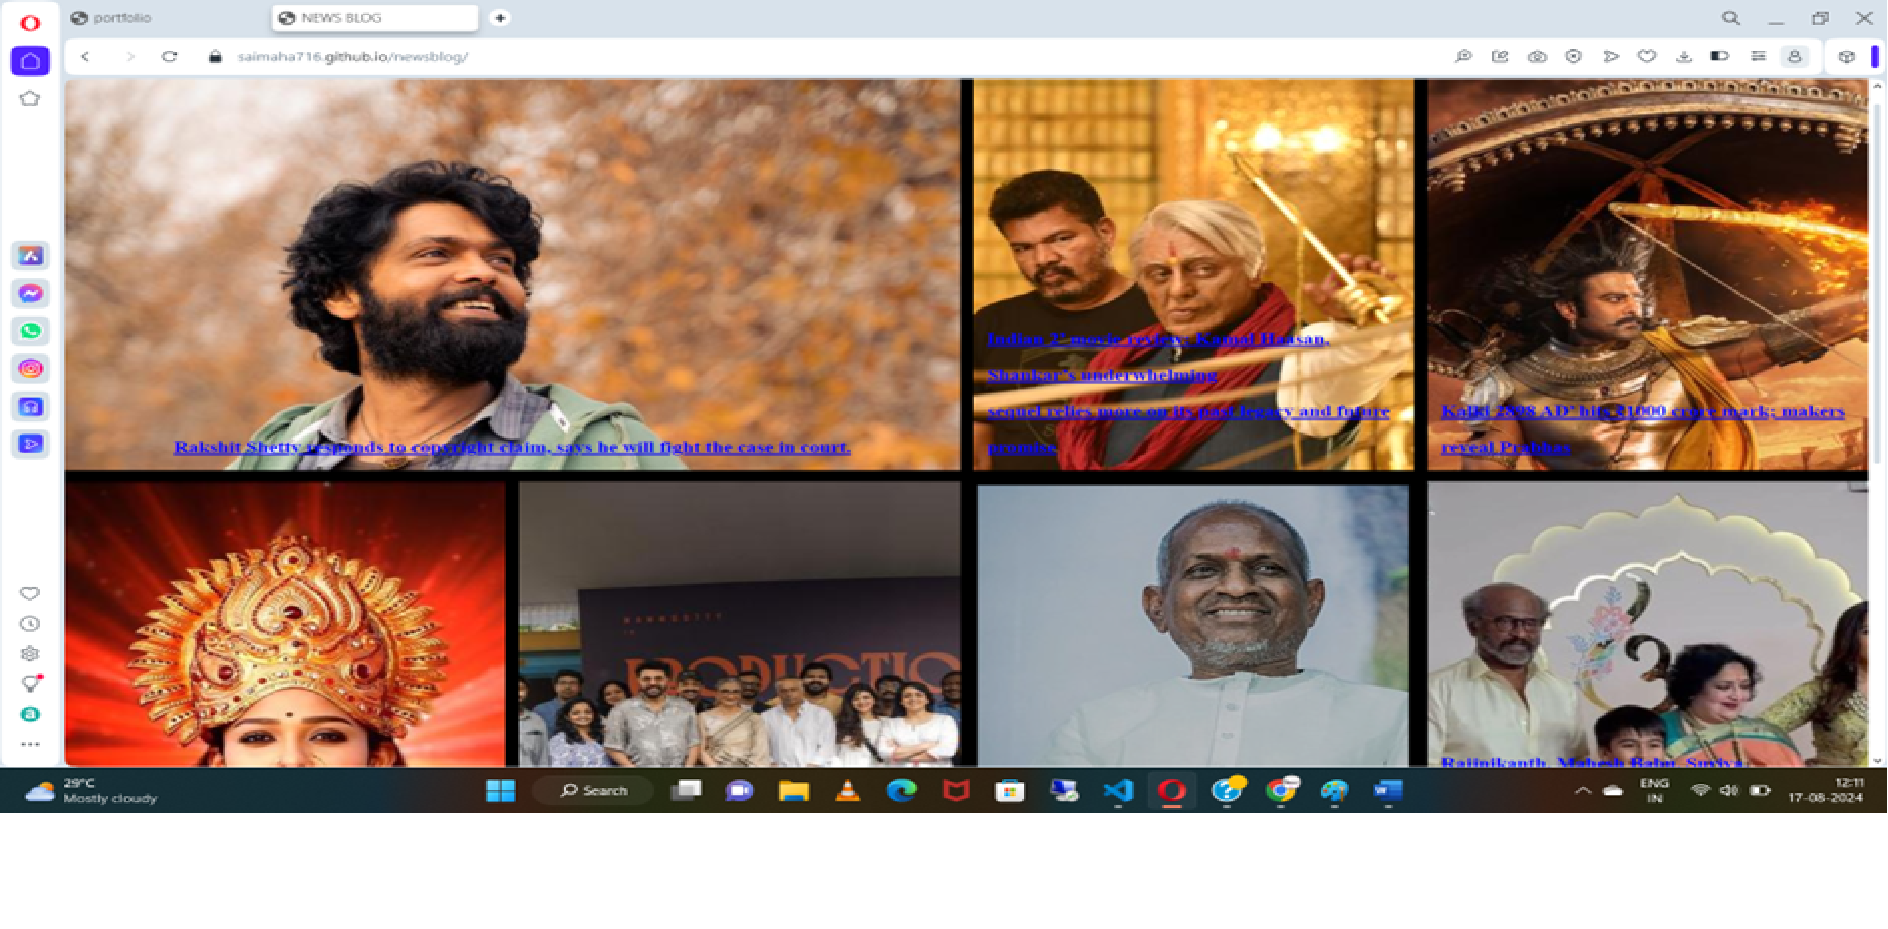 portfolio
NEWS BLOG
saimaha716.github.io/newsblog/
Indian 2' movie review: Kamal Haasan,
Shankar's underwhelming
sequel relies more on its past legacy and future
promise
Kalki 2898 AD' hits ₹1000 crore mark; makers
reveal Prabhas
Rakshit Shetty responds to copyright claim, says he will fight the case in court.
PRODUCTIO
Rajinikanth, Mahesh Babu, Suriya
29°C
Mostly cloudy
Search
ENG
IN
12:11
17-08-2024